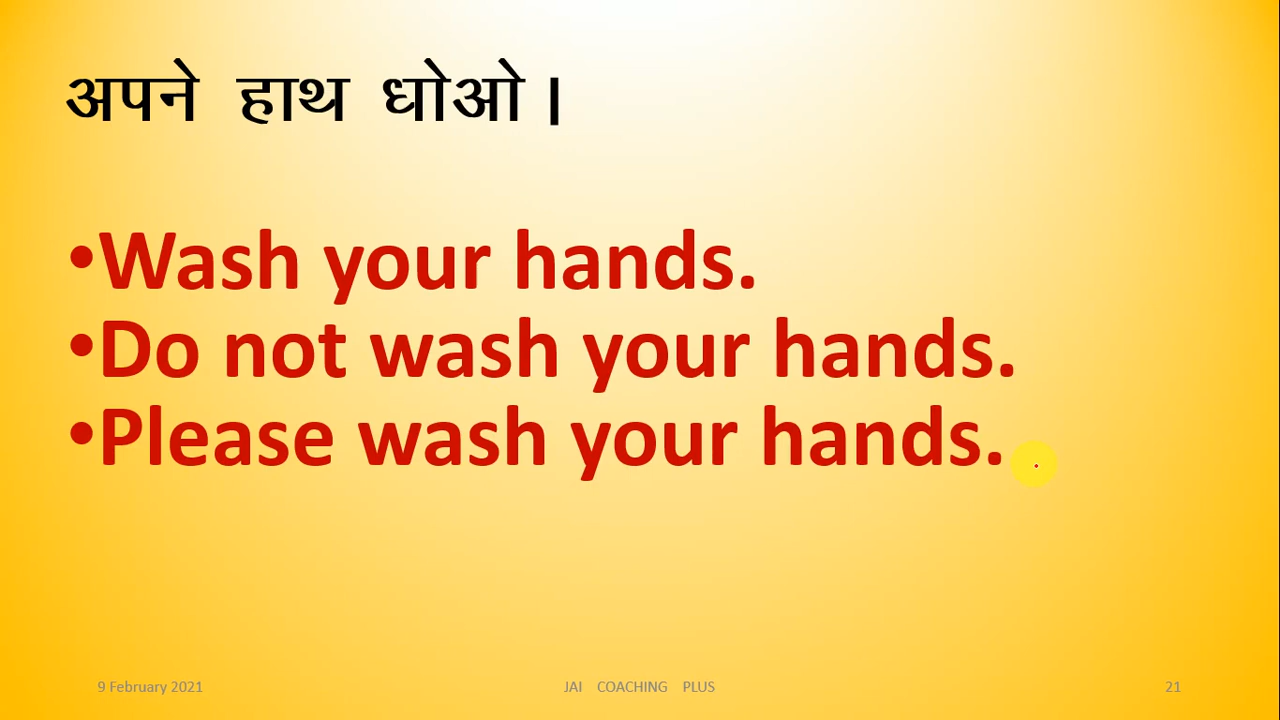 अपने हाथ धोओ।
•Wash your hands.
•Do not wash your hands.
•Please wash your hands.
9 February 2021 JAI COACHING PLUS 21